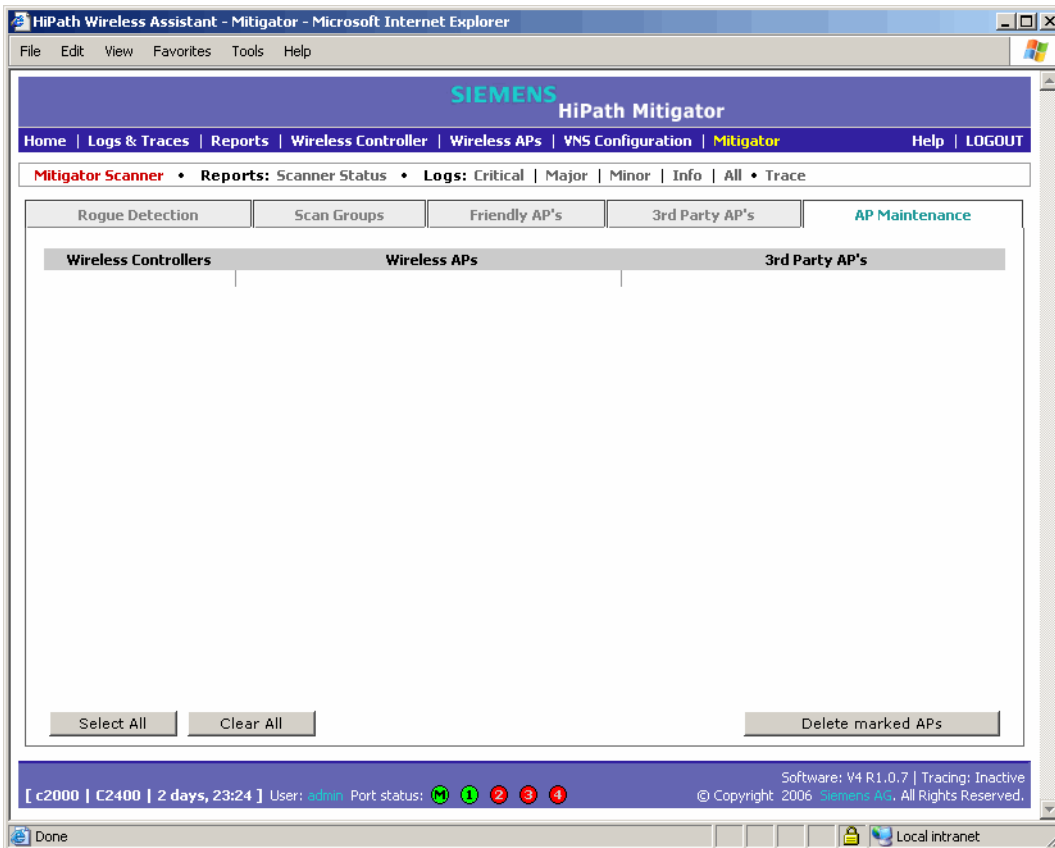 HiPath Wireless Assistant - Mitigator - Microsoft Internet Explorer
File Edit View Favorites Tools Help
SIEMENS
HiPath Mitigator
Home | Logs & Traces | Reports | Wireless Controller | Wireless APs | VNS Configuration | Mitigator Help | LOGOUT
Mitigator Scanner • Reports: Scanner Status • Logs: Critical | Major | Minor | Info | All • Trace
Rogue Detection Scan Groups Friendly AP's 3rd Party AP's AP Maintenance
Wireless Controllers Wireless APs 3rd Party AP's
Select All Clear All Delete marked APs
Software: V4 R1.0.7 | Tracing: Inactive
[ c2000 | C2400 | 2 days, 23:24 ] User: admin Port status: M 1 2 3 4 © Copyright 2006 Siemens AG. All Rights Reserved.
Done Local intranet